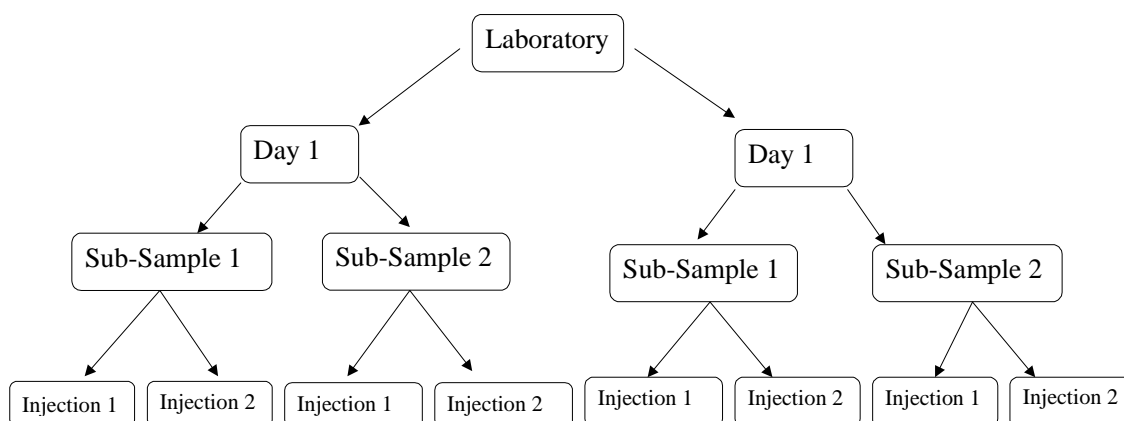 Laboratory
Day 1
Day 1
Sub-Sample 1
Sub-Sample 2
Sub-Sample 1
Sub-Sample 2
Injection 1
Injection 2
Injection 1
Injection 2
Injection 1
Injection 2
Injection 1
Injection 2